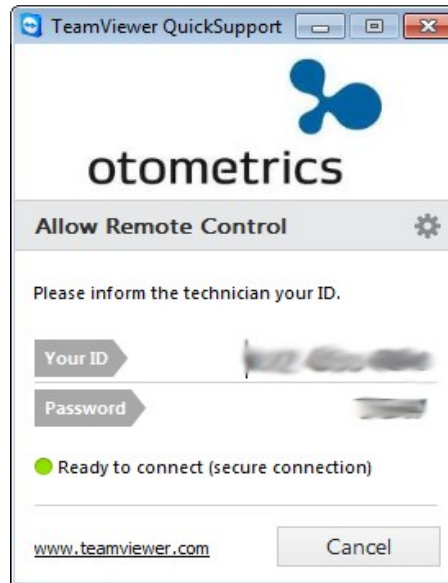 TeamViewer QuickSupport
otometrics
Allow Remote Control
Please inform the technician your ID.
Your ID
Password
Ready to connect (secure connection)
www.teamviewer.com
Cancel